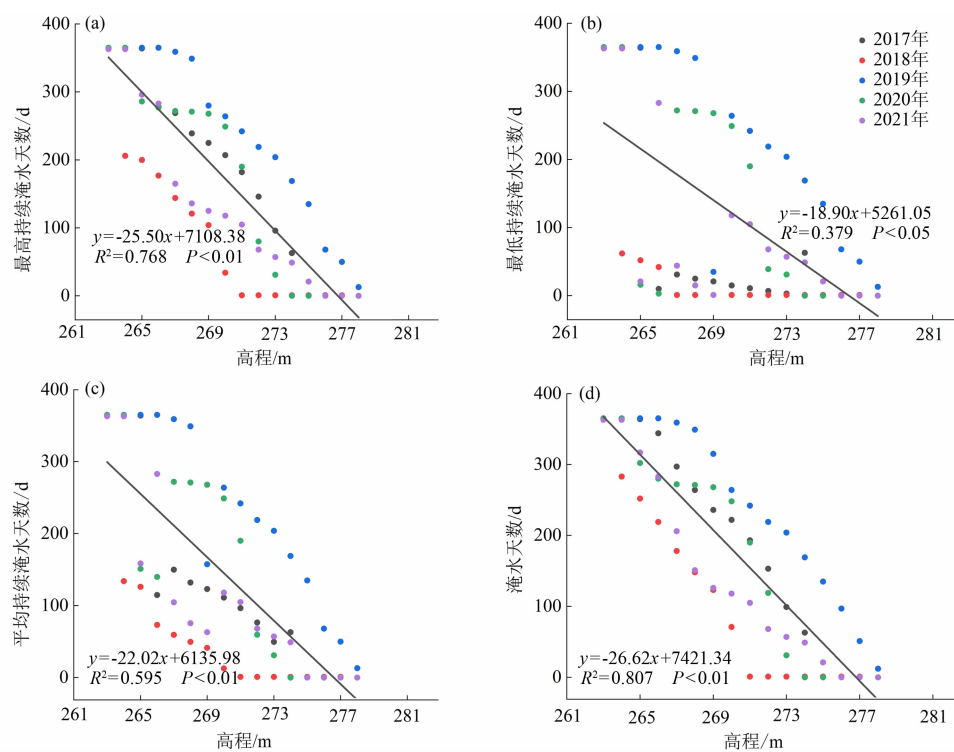 (a)
400
300
200
100
0
最高持续淹水天数/d
y=-25.50x+7108.38
R²=0.768 P<0.01
261 265 269 273 277 281
高程/m
(b)
2017年
2018年
2019年
2020年
2021年
400
300
200
100
0
最低持续淹水天数/d
y=-18.90x+5261.05
R²=0.379 P<0.05
261 265 269 273 277 281
高程/m
(c)
400
300
200
100
0
平均持续淹水天数/d
y=-22.02x+6135.98
R²=0.595 P<0.01
261 265 269 273 277 281
高程/m
(d)
400
300
200
100
0
淹水天数/d
y=-26.62x+7421.34
R²=0.807 P<0.01
261 265 269 273 277 281
高程/m